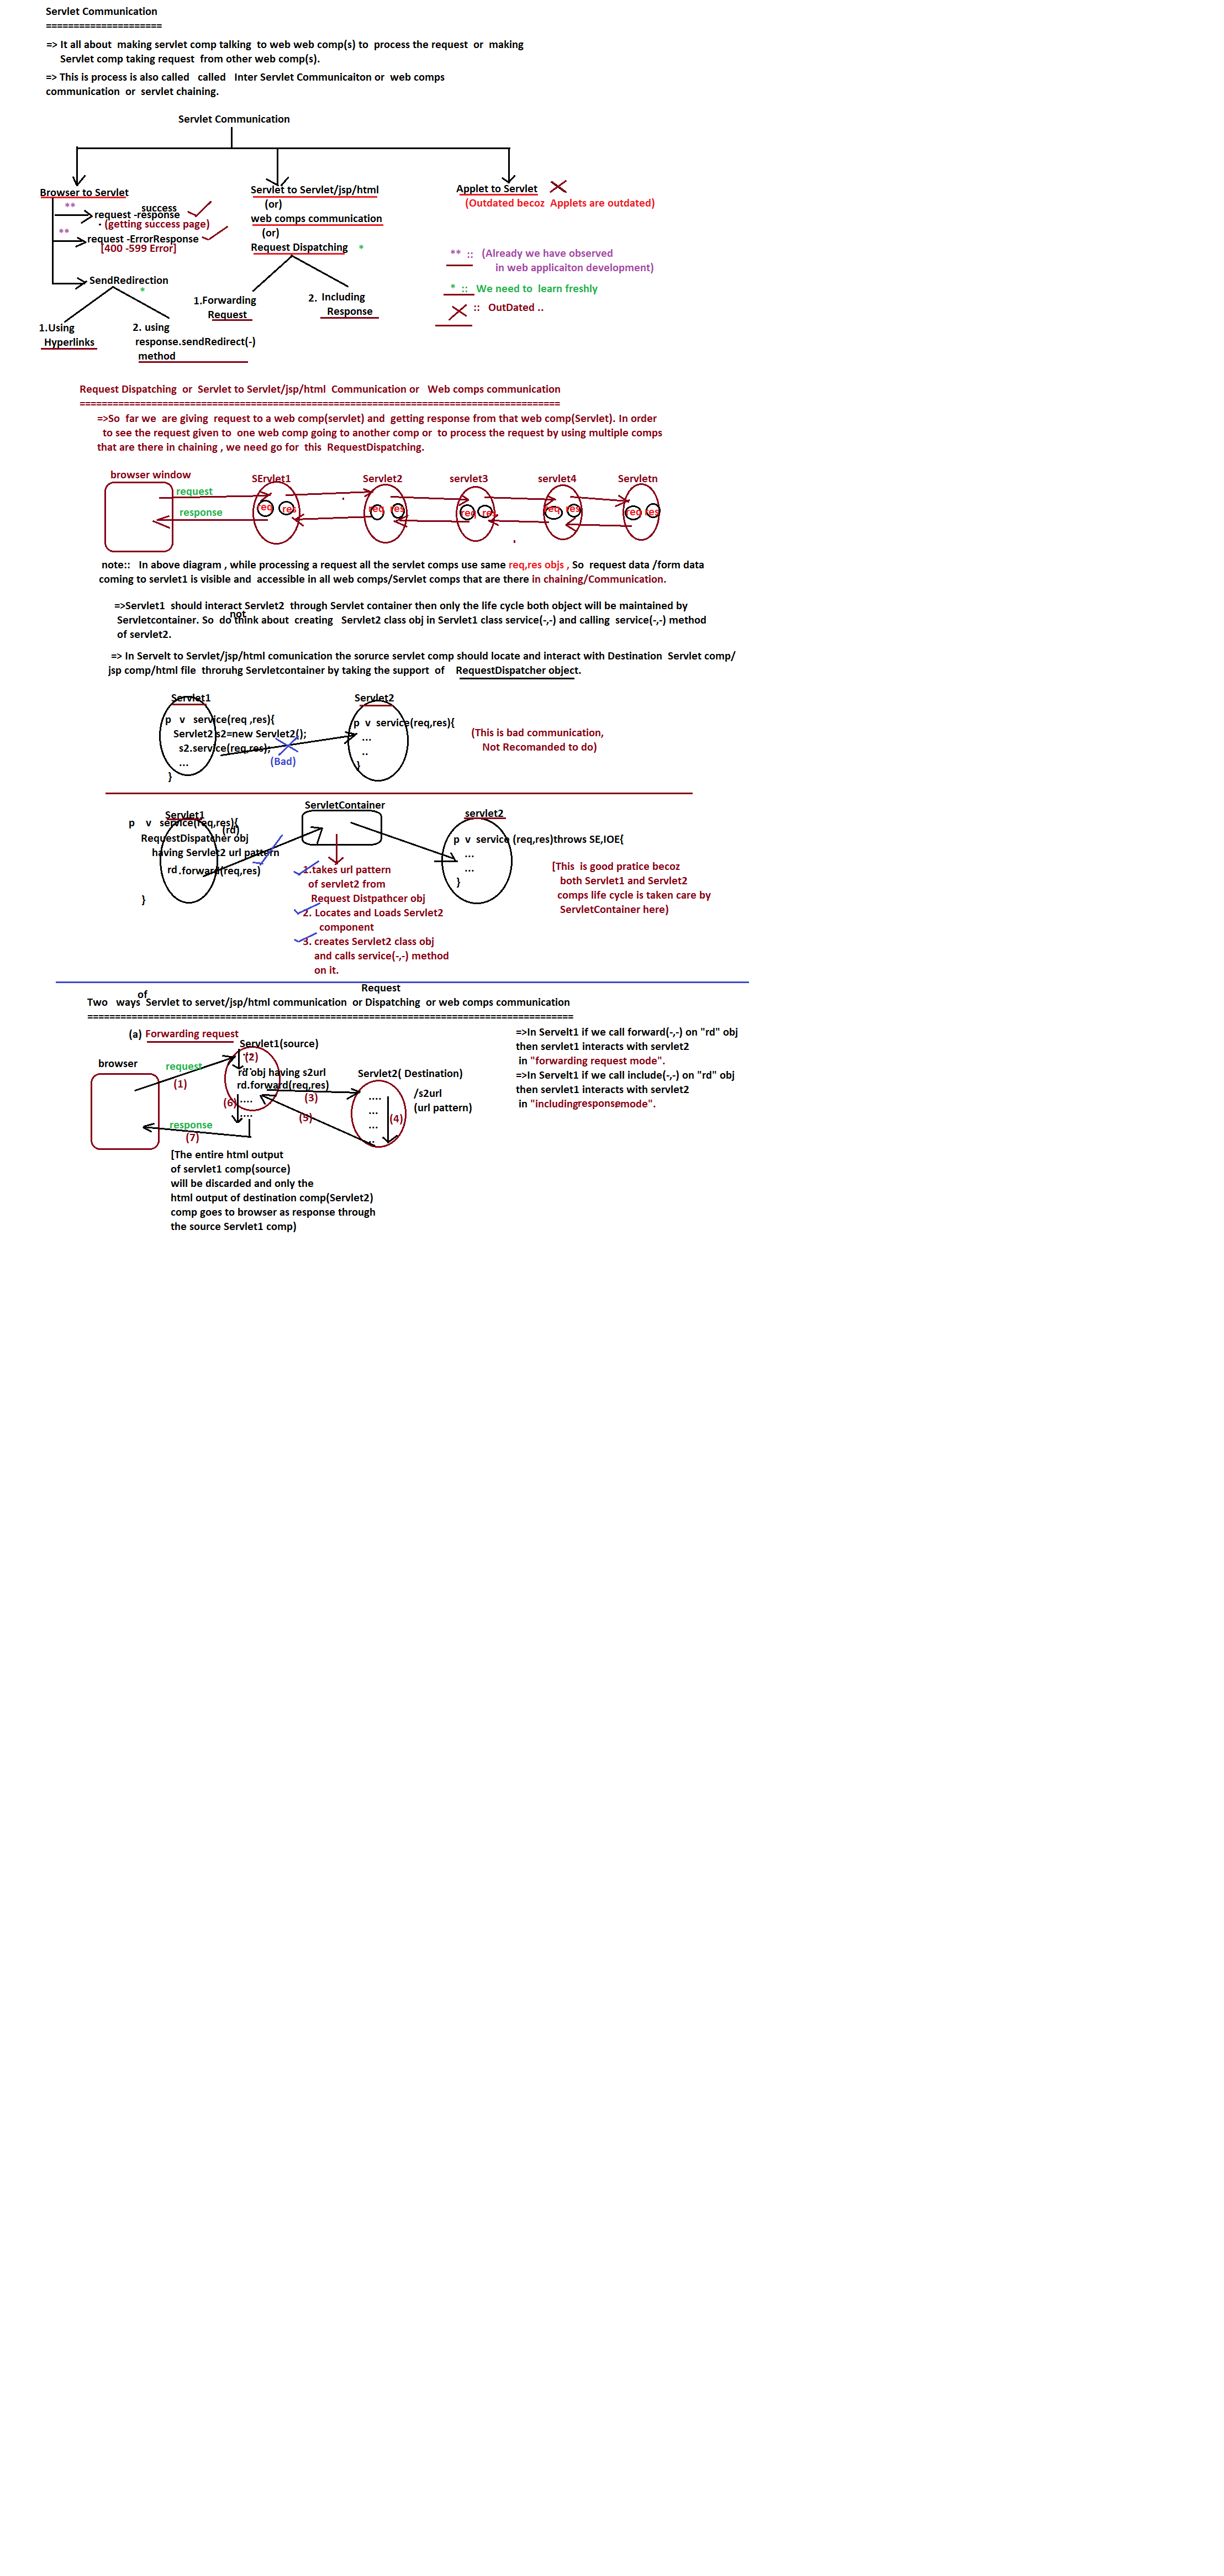 Servlet Communication
=====================
=> It all about  making servlet comp talking  to web web comp(s) to  process the request  or  making
Servlet comp taking request  from other web comp(s).
=> This is process is also called   called   Inter Servlet Communicaiton or  web comps
communication  or  servlet chaining.
Servlet Communication
Browser to Servlet
** success
request -response
(getting success page)
** request -ErrorResponse
[400 -599 Error]
SendRedirection
*
1.Using
Hyperlinks
2. using
response.sendRedirect(-)
method
Servlet to Servlet/jsp/html
(or)
web comps communication
(or)
Request Dispatching  *
1.Forwarding
Request
2. Including
Response
Applet to Servlet
(Outdated becoz  Applets are outdated)
** ::  (Already we have observed
in web applicaiton development)
* ::  We need to  learn freshly
::  OutDated ..
Request Dispatching  or  Servlet to Servlet/jsp/html  Communication or   Web comps communication
=======================================================================================
=>So  far we  are giving  request to a web comp(servlet) and  getting response from that web comp(Servlet). In order
to see the request given to  one web comp going to another comp or  to process the request by using multiple comps
that are there in chaining , we need go for  this  RequestDispatching.
browser window
SErvlet1
Servlet2
servlet3
servlet4
Servletn
request
req res
req res
req res
req res
req res
response
note::   In above diagram , while processing a request all the servlet comps use same req,res objs , So  request data /form data
coming to servlet1 is visible and  accessible in all web comps/Servlet comps that are there in chaining/Communication.
=>Servlet1  should interact Servlet2  through Servlet container then only the life cycle both object will be maintained by
not
Servletcontainer. So  do think about  creating   Servlet2 class obj in Servlet1 class service(-,-) and calling  service(-,-) method
of servlet2.
=> In Servelt to Servlet/jsp/html comunication the sorurce servlet comp should locate and interact with Destination  Servlet comp/
jsp comp/html file  throruhg Servletcontainer by taking the support  of    RequestDispatcher object.
Servlet1
p   v   service(req ,res){
Servlet2 s2=new Servlet2();
s2.service(req,res);
...
}
(Bad)
Servlet2
p  v  service(req,res){
...
..
}
(This is bad communication,
Not Recomanded to do)
Servlet1
p    v   service(req,res){
(rd)
RequestDispatcher obj
having Servlet2 url pattern
rd.forward(req,res)
}
ServletContainer
1.takes url pattern
of servlet2 from
Request Distpathcer obj
2. Locates and Loads Servlet2
component
3. creates Servlet2 class obj
and calls service(-,-) method
on it.
servlet2
p  v  service (req,res)throws SE,IOE{
...
...
}
[This  is good pratice becoz
both Servlet1 and Servlet2
comps life cycle is taken care by
ServletContainer here)
of
Request
Two   ways  Servlet to servet/jsp/html communication  or Dispatching  or web comps communication
========================================================================================
(a) Forwarding request
browser
request
(1)
Servlet1(source)
....
(2)
rd obj having s2url
rd.forward(req,res)
(6)
....
....
(3)
(5)
Servlet2( Destination)
....
...
...
..
(4)
/s2url
(url pattern)
response
(7)
[The entire html output
of servlet1 comp(source)
will be discarded and only the
html output of destination comp(Servlet2)
comp goes to browser as response through
the source Servlet1 comp)
=>In Servelt1 if we call forward(-,-) on "rd" obj
then servlet1 interacts with servlet2
in "forwarding request mode".
=>In Servelt1 if we call include(-,-) on "rd" obj
then servlet1 interacts with servlet2
in "including response mode".